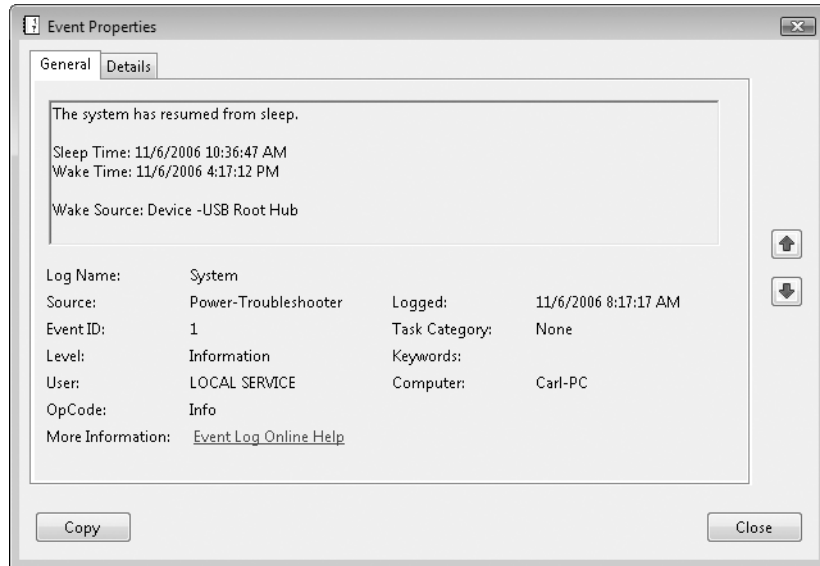 Event Properties
General Details
The system has resumed from sleep.
Sleep Time: 11/6/2006 10:36:47 AM
Wake Time: 11/6/2006 4:17:12 PM
Wake Source: Device -USB Root Hub
Log Name: System
Source: Power-Troubleshooter Logged: 11/6/2006 8:17:17 AM
Event ID: 1 Task Category: None
Level: Information Keywords:
User: LOCAL SERVICE Computer: Carl-PC
OpCode: Info
More Information: Event Log Online Help
Copy Close